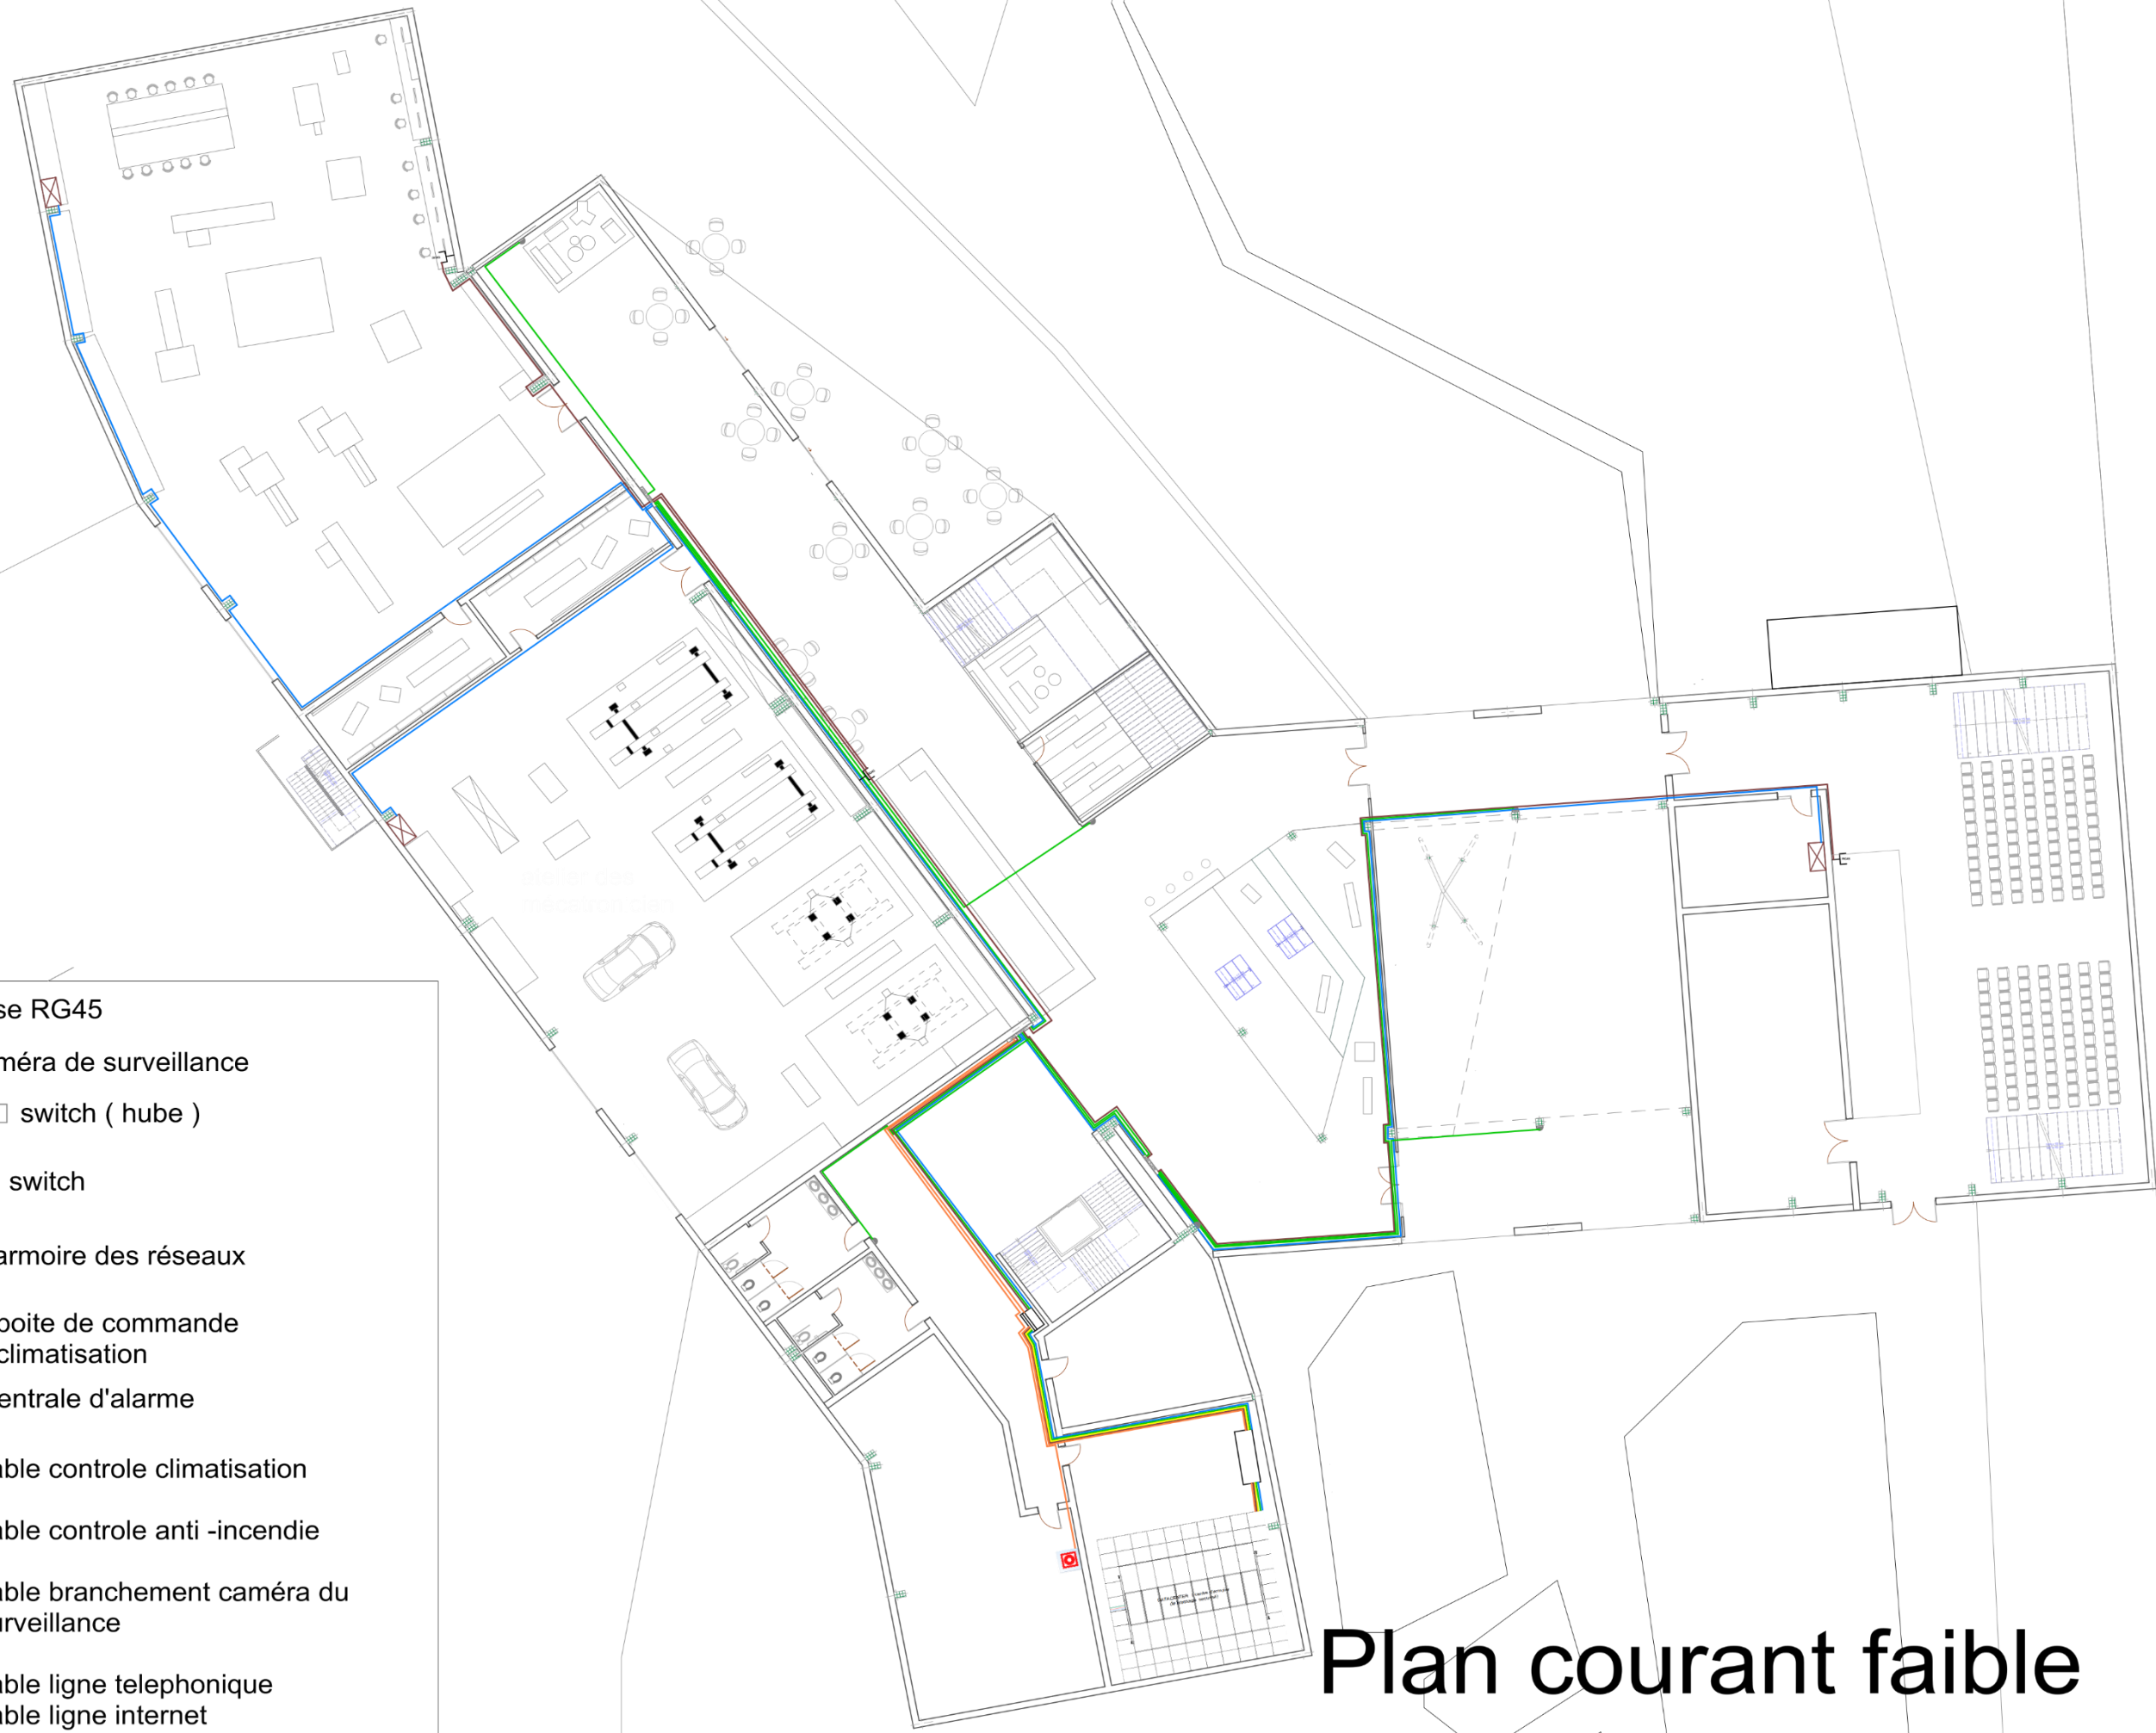 se RG45
méra de surveillance
switch ( hube )
switch
armoire des réseaux
boite de commande
climatisation
entrale d'alarme
able controle climatisation
able controle anti -incendie
able branchement caméra du
urveillance
able ligne telephonique
able ligne internet
Plan courant faible